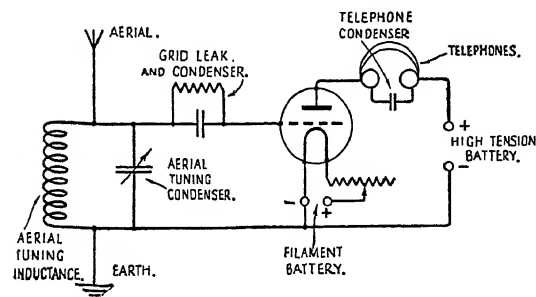 AERIAL.
GRID LEAK.
AND CONDENSER.
TELEPHONE
CONDENSER
TELEPHONES.
+
HIGH TENSION
BATTERY.
-
AERIAL
TUNING
CONDENSER.
- +
FILAMENT
BATTERY.
AERIAL
TUNING
INDUCTANCE.
EARTH.